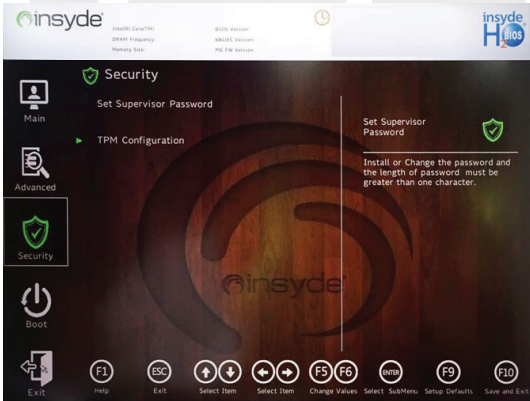 insyde
Intel(R) Core(TM)
DRAM Frequency:
Memory Size:
BIOS Version:
KBC/EC Version:
ME FW Version:
insyde
H2O
BIOS
Main
Advanced
Security
Boot
Exit
Security
Set Supervisor Password
TPM Configuration
Set Supervisor
Password
Install or Change the password and
the length of password must be
greater than one character.
insyde
F1
Help
ESC
Exit
Select Item
Select Item
F5 F6
Change Values
ENTER
Select SubMenu
F9
Setup Defaults
F10
Save and Exit